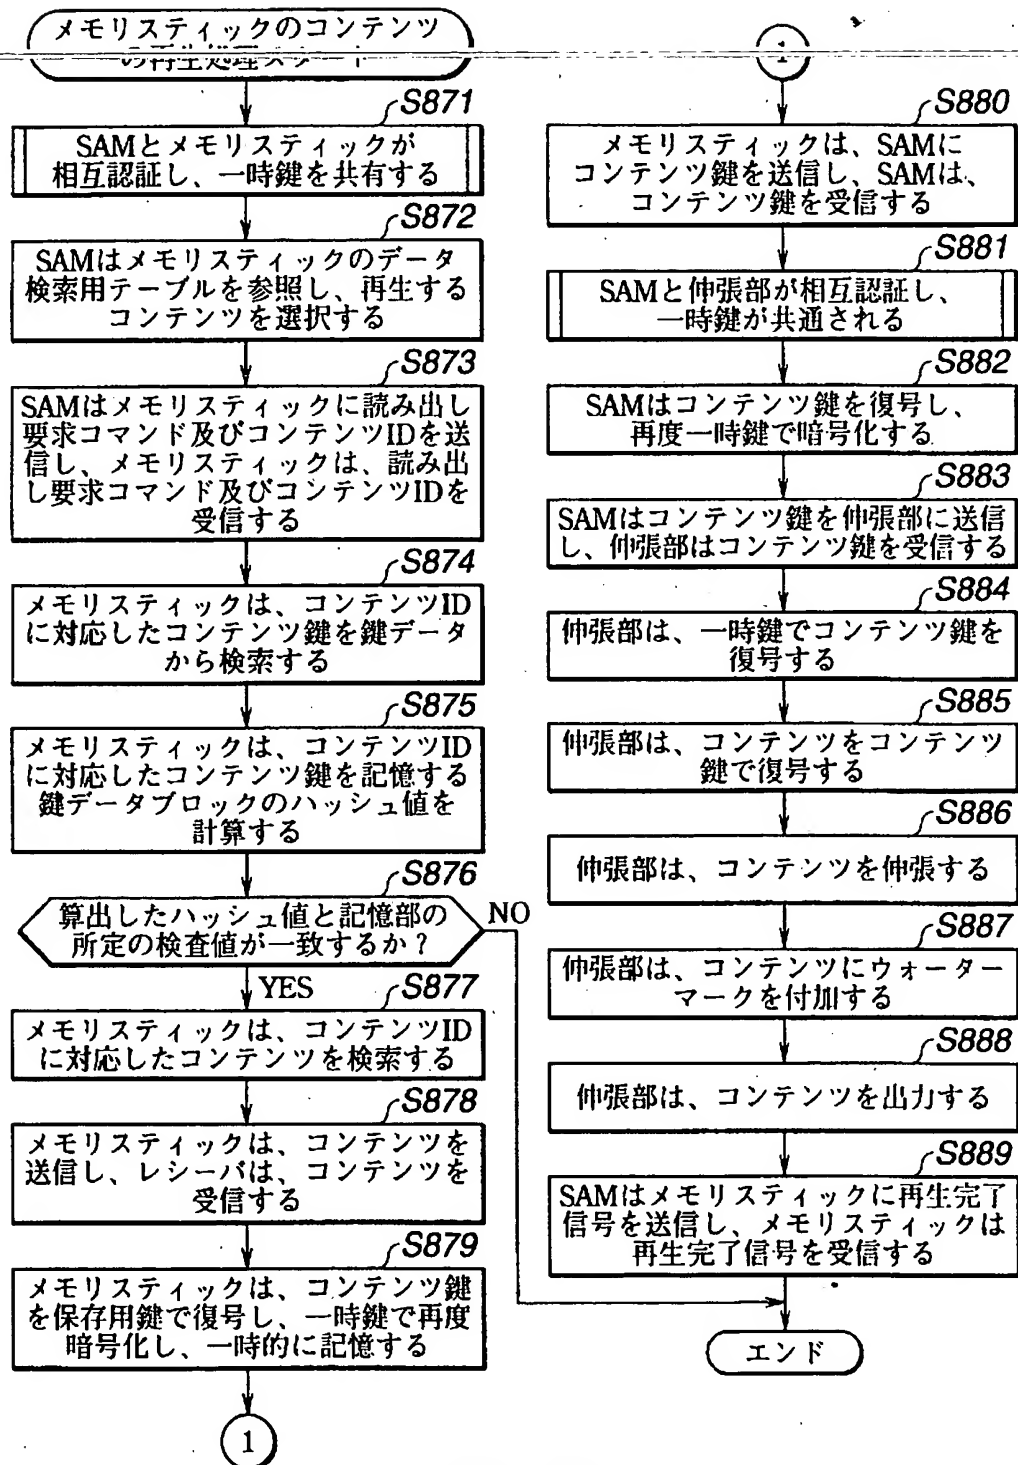 メモリスティックのコンテンツ
の再生処理スタート
S871
SAMとメモリスティックが
相互認証し、一時鍵を共有する
S872
SAMはメモリスティックのデータ
検索用テーブルを参照し、再生する
コンテンツを選択する
S873
SAMはメモリスティックに読み出し
要求コマンド及びコンテンツIDを送
信し、メモリスティックは、読み出
し要求コマンド及びコンテンツIDを
受信する
S874
メモリスティックは、コンテンツID
に対応したコンテンツ鍵を鍵データ
から検索する
S875
メモリスティックは、コンテンツID
に対応したコンテンツ鍵を記憶する
鍵データブロックのハッシュ値を
計算する
S876
算出したハッシュ値と記憶部の
所定の検査値が一致するか?
NO
YES
S877
メモリスティックは、コンテンツID
に対応したコンテンツを検索する
S878
メモリスティックは、コンテンツを
送信し、レシーバは、コンテンツを
受信する
S879
メモリスティックは、コンテンツ鍵
を保存用鍵で復号し、一時鍵で再度
暗号化し、一時的に記憶する
1
1
S880
メモリスティックは、SAMに
コンテンツ鍵を送信し、SAMは、
コンテンツ鍵を受信する
S881
SAMと伸張部が相互認証し、
一時鍵が共通される
S882
SAMはコンテンツ鍵を復号し、
再度一時鍵で暗号化する
S883
SAMはコンテンツ鍵を伸張部に送信
し、伸張部はコンテンツ鍵を受信する
S884
伸張部は、一時鍵でコンテンツ鍵を
復号する
S885
伸張部は、コンテンツをコンテンツ
鍵で復号する
S886
伸張部は、コンテンツを伸張する
S887
伸張部は、コンテンツにウォーター
マークを付加する
S888
伸張部は、コンテンツを出力する
S889
SAMはメモリスティックに再生完了
信号を送信し、メモリスティックは
再生完了信号を受信する
エンド